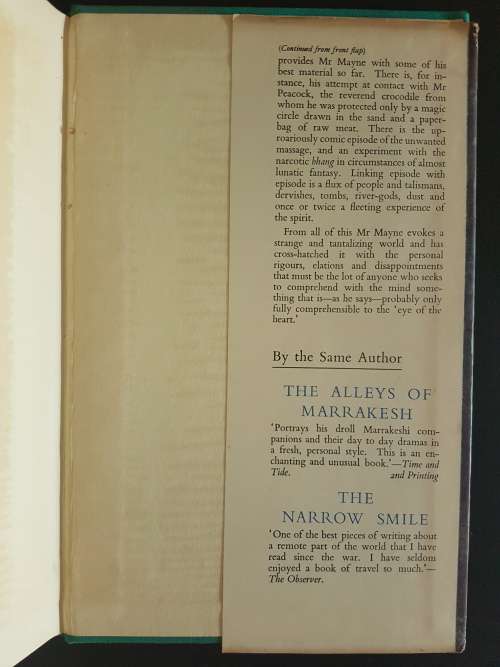 (Continued from front flap)
provides Mr Mayne with some of his
best material so far. There is, for in-
stance, his attempt at contact with Mr
Peacock, the reverend crocodile from
whom he was protected only by a magic
circle drawn in the sand and a paper-
bag of raw meat. There is the up-
roariously comic episode of the unwanted
massage, and an experiment with the
narcotic bhang in circumstances of almost
lunatic fantasy. Linking episode with
episode is a flux of people and talismans,
dervishes, tombs, river-gods, dust and
once or twice a fleeting experience of
the spirit.
From all of this Mr Mayne evokes a
strange and tantalizing world and has
cross-hatched it with the personal
rigours, elations and disappointments
that must be the lot of anyone who seeks
to comprehend with the mind some-
thing that is—as he says—probably only
fully comprehensible to the 'eye of the
heart.'
By the Same Author
THE ALLEYS OF
MARRAKESH
'Portrays his droll Marrakeshi com-
panions and their day to day dramas in
a fresh, personal style. This is an en-
chanting and unusual book.'—Time and
Tide. and Printing
THE
NARROW SMILE
'One of the best pieces of writing about
a remote part of the world that I have
read since the war. I have seldom
enjoyed a book of travel so much.'—
The Observer.